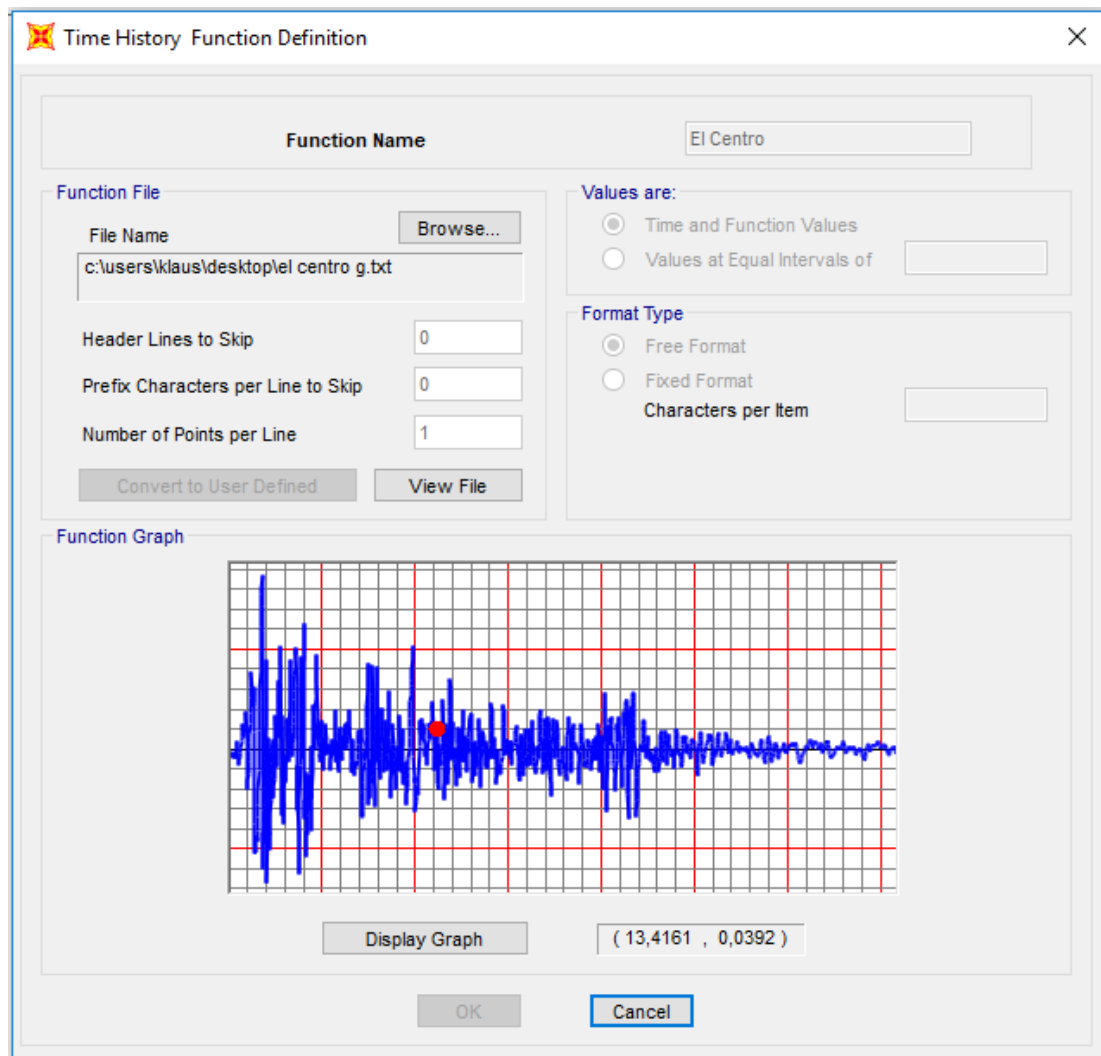 Time History Function Definition
Function Name
El Centro
Function File
File Name
Browse...
c:\users\klaus\desktop\el centro g.txt
Header Lines to Skip
0
Prefix Characters per Line to Skip
0
Number of Points per Line
1
Convert to User Defined
View File
Values are:
Time and Function Values
Values at Equal Intervals of
Format Type
Free Format
Fixed Format
Characters per Item
Function Graph
Display Graph
( 13,4161 , 0,0392 )
OK
Cancel